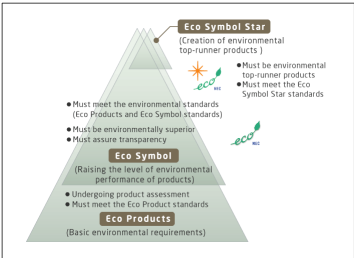 Eco Symbol Star
(Creation of environmental
top-runner products )
eco
NEC
● Must be environmental
top-runner products
● Must meet the Eco
Symbol Star standards
● Must meet the environmental standards
(Eco Products and Eco Symbol standards)
● Must be environmentally superior
● Must assure transparency
eco
NEC
Eco Symbol
(Raising the level of environmental
performance of products)
● Undergoing product assessment
● Must meet the Eco Product standards
Eco Products
(Basic environmental requirements)